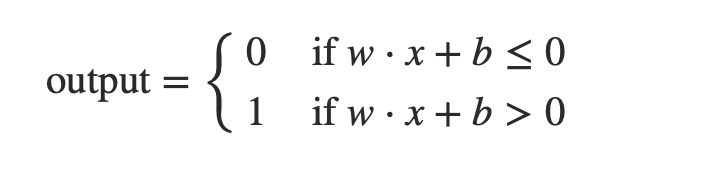 output = { 0 if w · x + b ≤ 0
1 if w · x + b > 0